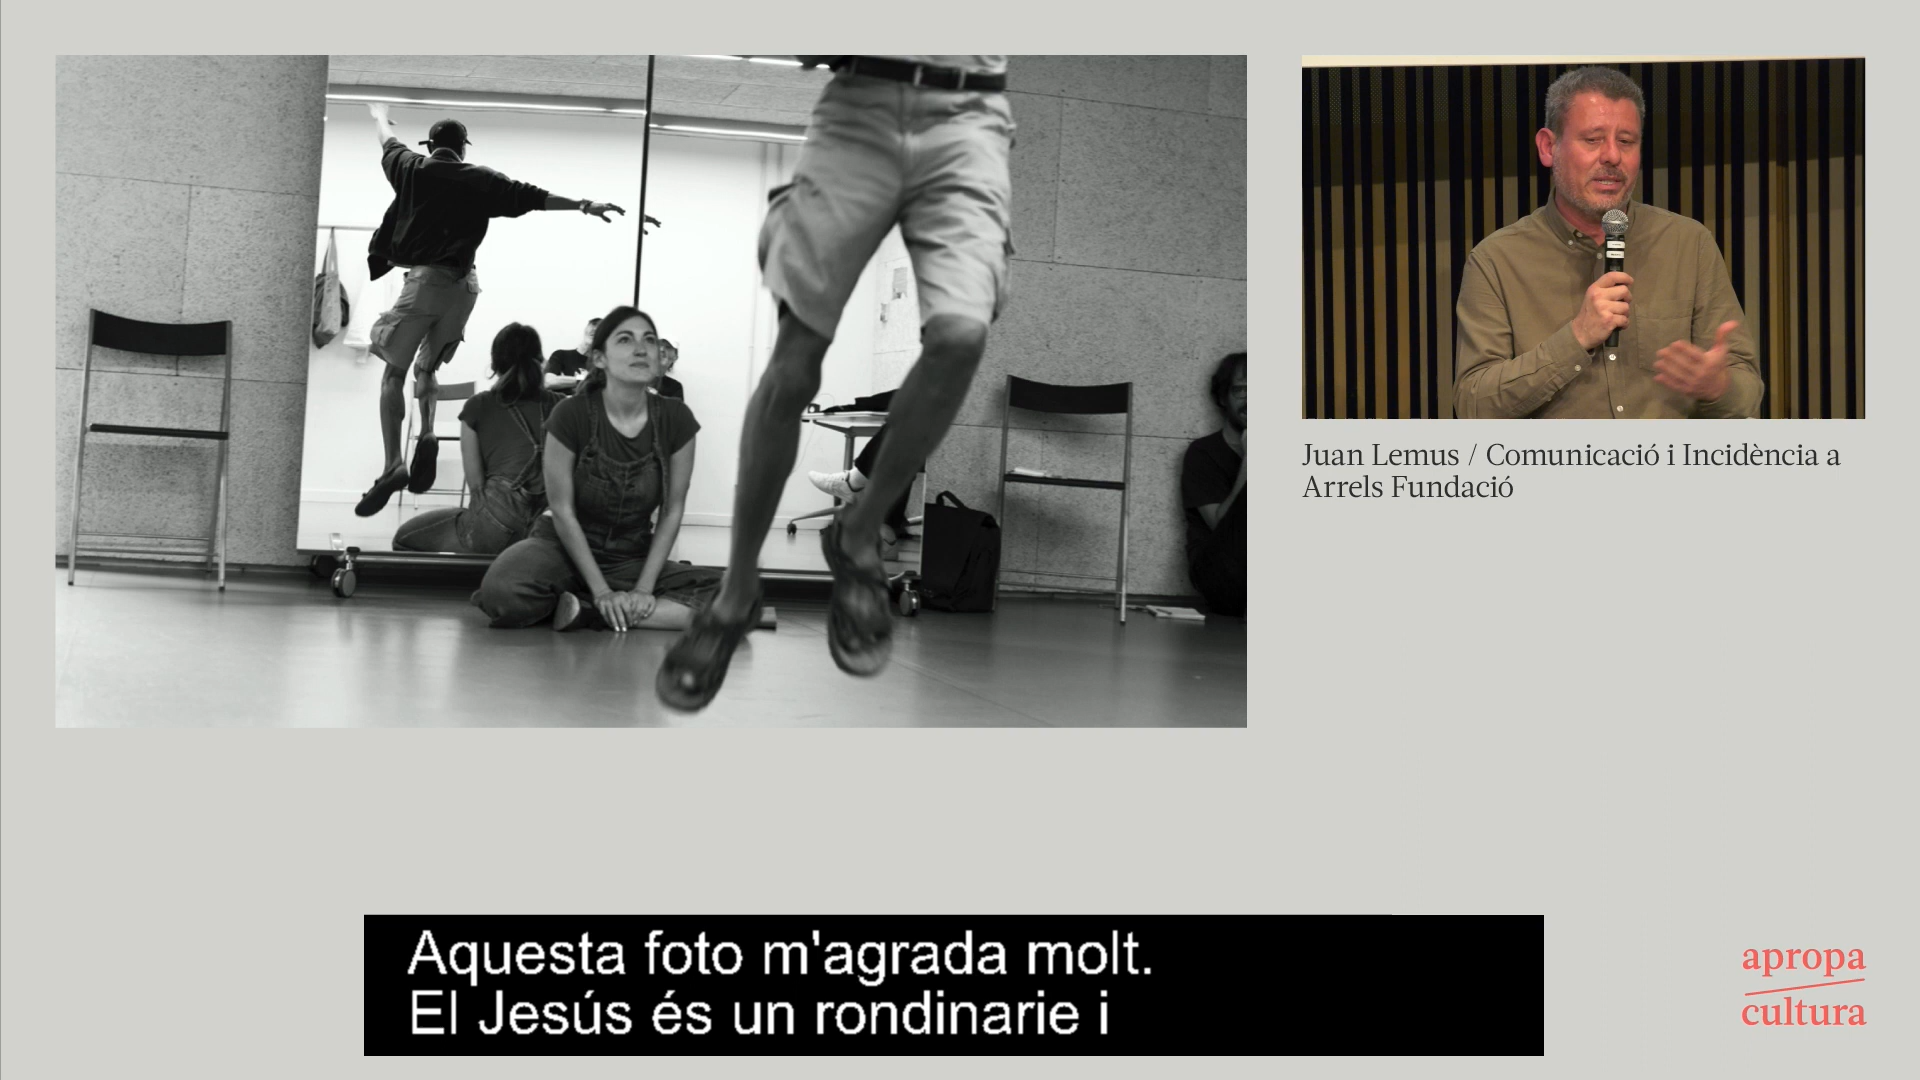 Juan Lemus / Comunicació i Incidència a
Arrels Fundació
Aquesta foto m'agrada molt.
El Jesús és un rondinarie i
apropa
cultura